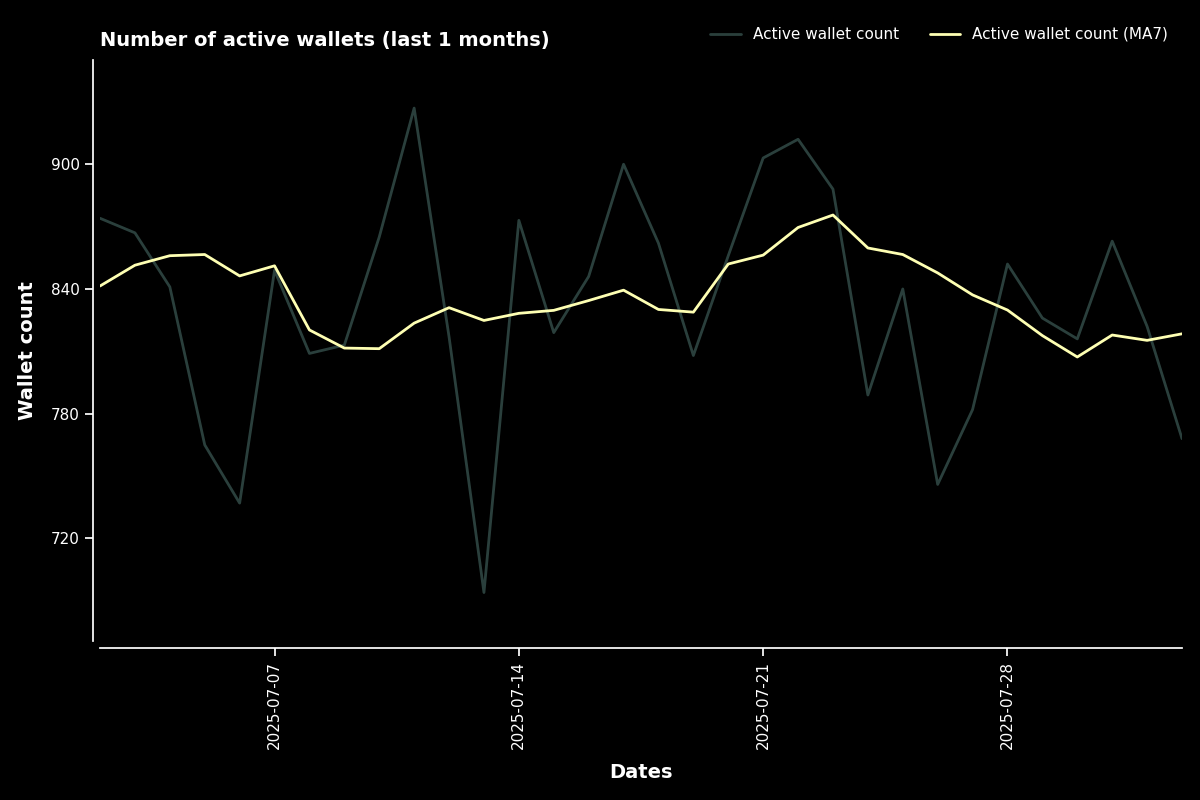 Number of active wallets (last 1 months)
Active wallet count
Active wallet count (MA7)
Wallet count
900
840
780
720
2025-07-07
2025-07-14
2025-07-21
2025-07-28
Dates